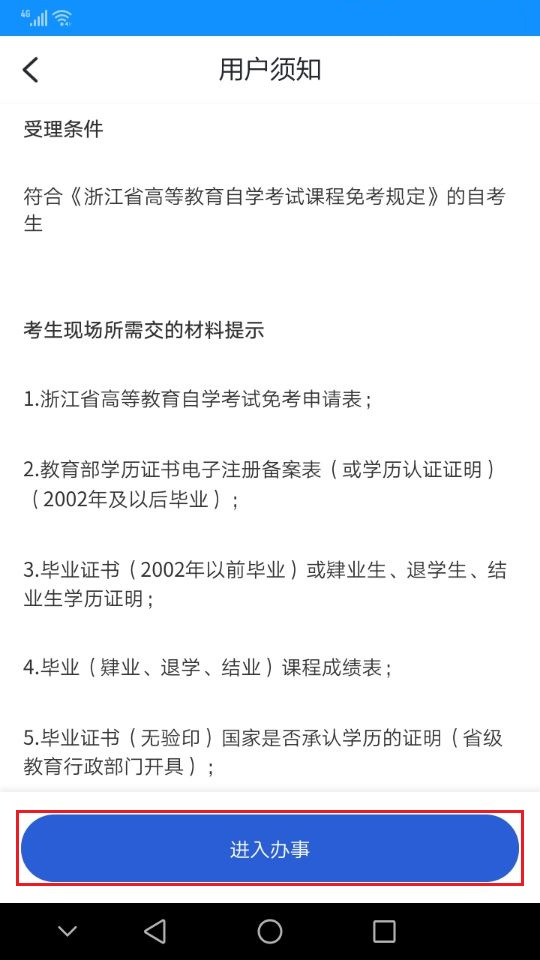 4G
用户须知
受理条件
符合《浙江省高等教育自学考试课程免考规定》的自考
生
考生现场所需交的材料提示
1.浙江省高等教育自学考试免考申请表；
2.教育部学历证书电子注册备案表（或学历认证证明）
（2002年及以后毕业）；
3.毕业证书（2002年以前毕业）或肄业生、退学生、结
业生学历证明；
4.毕业（肄业、退学、结业）课程成绩表；
5.毕业证书（无验印）国家是否承认学历的证明（省级
教育行政部门开具）；
进入办事